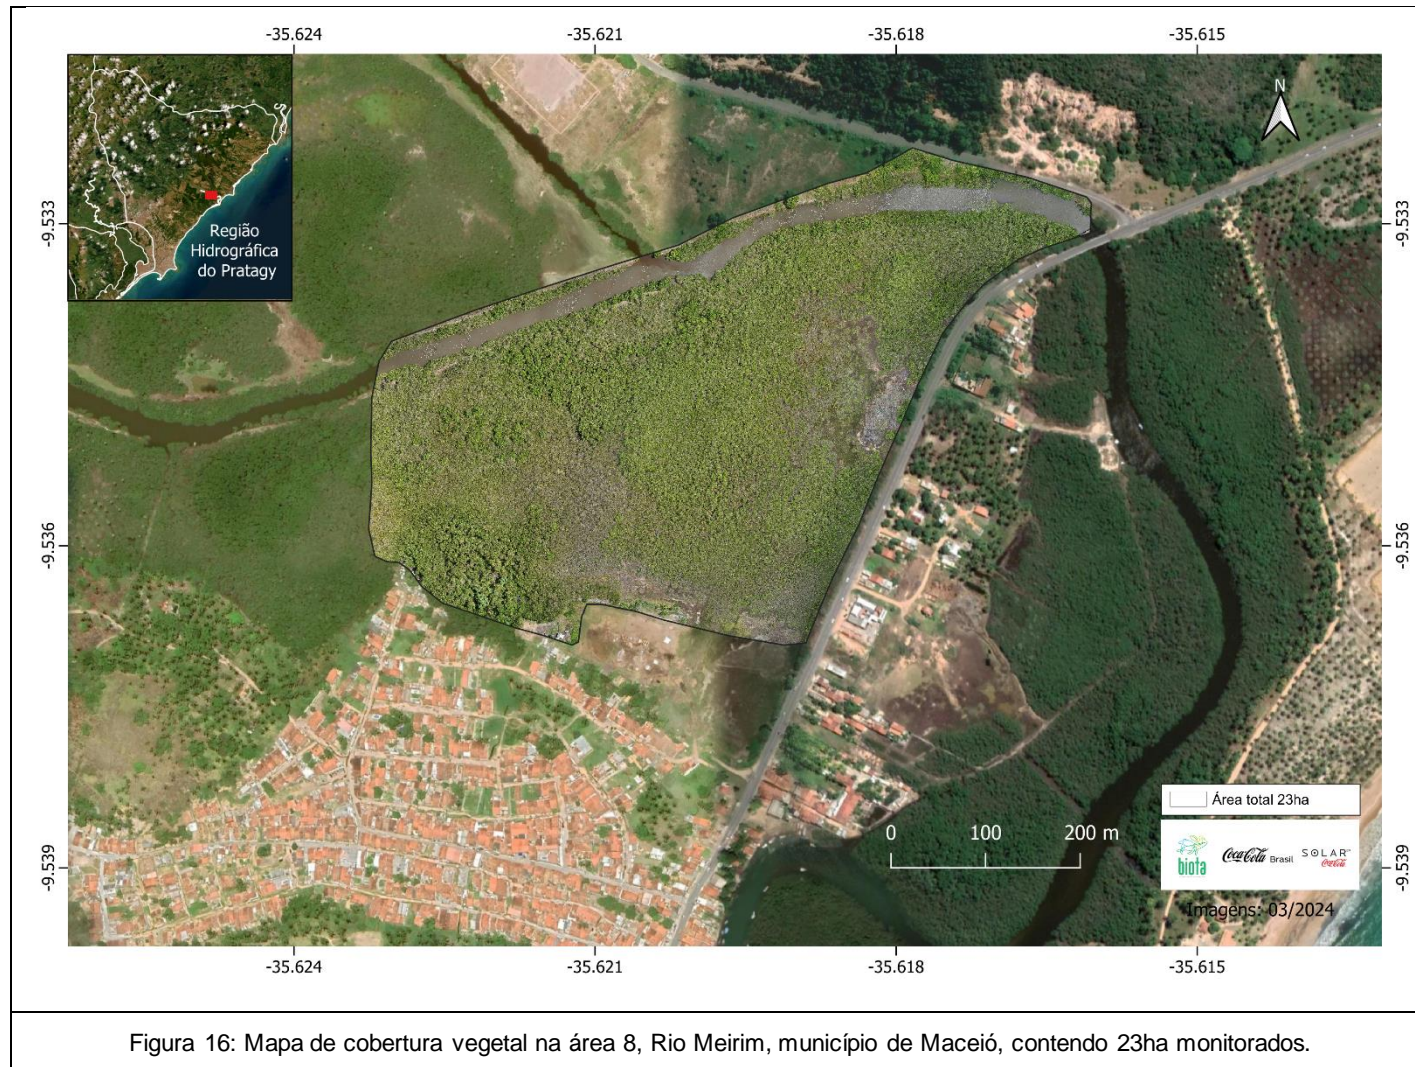 -35.624
-35.621
-35.618
-35.615
N
-9.533
-9.533
Região
Hidrográfica
do Pratagy
-9.536
-9.536
Área total 23ha
0 100 200 m
biota
Coca-Cola Brasil
SOLAR™
Coca-Cola
-9.539
-9.539
Imagens: 03/2024
-35.624
-35.621
-35.618
-35.615
Figura 16: Mapa de cobertura vegetal na área 8, Rio Meirim, município de Maceió, contendo 23ha monitorados.